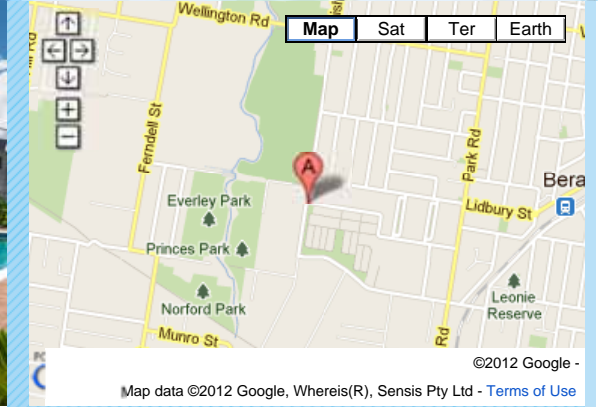 Wellington Rd
Map Sat Ter Earth
Ferndell St
Park Rd
A
Bera
Everley Park
Lidbury St
Princes Park
Norford Park
Leonie
Reserve
Munro St
Rd
©2012 Google -
Map data ©2012 Google, Whereis(R), Sensis Pty Ltd - Terms of Use